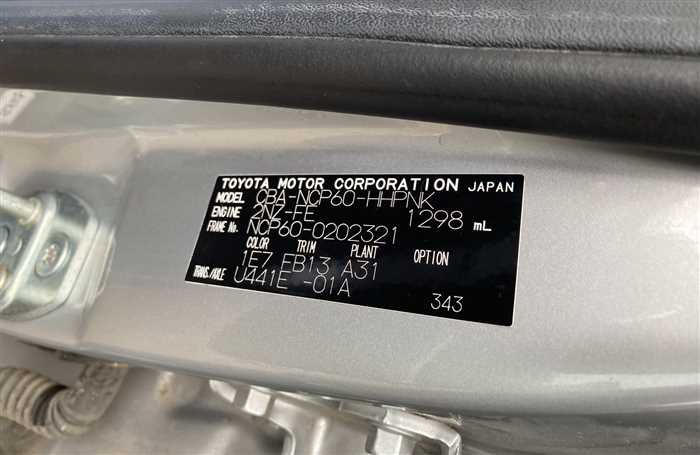 TOYOTA MOTOR CORPORATION JAPAN
MODEL CBA-NCP60-HHPNK
ENGINE 2NZ-FE 1298 mL
FRAME No. NCP60-0202321
COLOR TRIM PLANT OPTION
1E7 FB13 A31
TRANS./AXLE U441E -01A 343